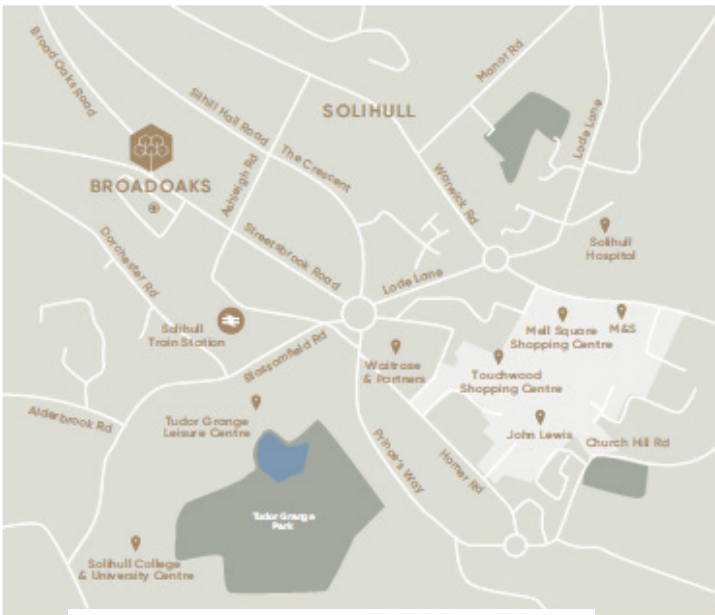 Broad Oaks Road
Silhill Hall Road
Manor Rd
SOLIHULL
Lode Lane
The Crescent
BROADOAKS
Ashleigh Rd
Warwick Rd
Streetsbrook Road
Dorchester Rd
Solihull
Hospital
Lode Lane
Solihull
Train Station
Mell Square
Shopping Centre
M&S
Blossomfield Rd
Waitrose
& Partners
Touchwood
Shopping Centre
Alderbrook Rd
Tudor Grange
Leisure Centre
John Lewis
Church Hill Rd
Prince's Way
Homer Rd
Tudor Grange
Park
Solihull College
& University Centre